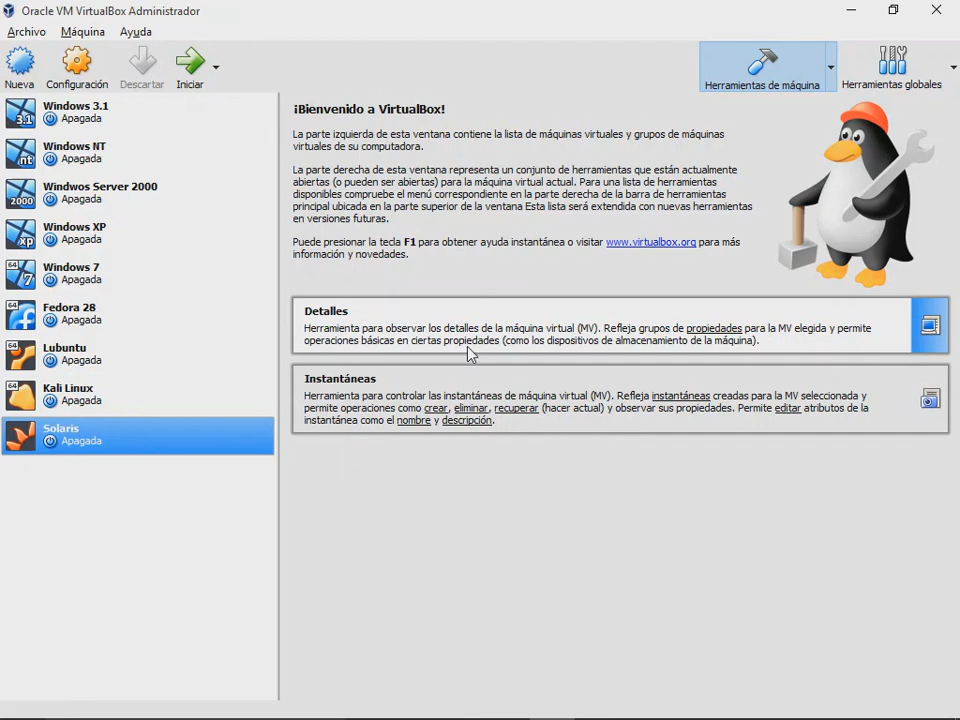 Oracle VM VirtualBox Administrador
Archivo Máquina Ayuda
Nueva Configuración Descartar Iniciar Herramientas de máquina Herramientas globales
3.1 Windows 3.1
Apagada
nt Windows NT
Apagada
2000 Windwos Server 2000
Apagada
xp Windows XP
Apagada
64 7 Windows 7
Apagada
64 Fedora 28
Apagada
64 Lubuntu
Apagada
64 Kali Linux
Apagada
Solaris
Apagada
¡Bienvenido a VirtualBox!
La parte izquierda de esta ventana contiene la lista de máquinas virtuales y grupos de máquinas
virtuales de su computadora.
La parte derecha de esta ventana representa un conjunto de herramientas que están actualmente
abiertas (o pueden ser abiertas) para la máquina virtual actual. Para una lista de herramientas
disponibles compruebe el menú correspondiente en la parte derecha de la barra de herramientas
principal ubicada en la parte superior de la ventana Esta lista será extendida con nuevas herramientas
en versiones futuras.
Puede presionar la tecla F1 para obtener ayuda instantánea o visitar www.virtualbox.org para más
información y novedades.
Detalles
Herramienta para observar los detalles de la máquina virtual (MV). Refleja grupos de propiedades para la MV elegida y permite
operaciones básicas en ciertas propiedades (como los dispositivos de almacenamiento de la máquina).
Instantáneas
Herramienta para controlar las instantáneas de máquina virtual (MV). Refleja instantáneas creadas para la MV seleccionada y
permite operaciones como crear, eliminar, recuperar (hacer actual) y observar sus propiedades. Permite editar atributos de la
instantánea como el nombre y descripción.